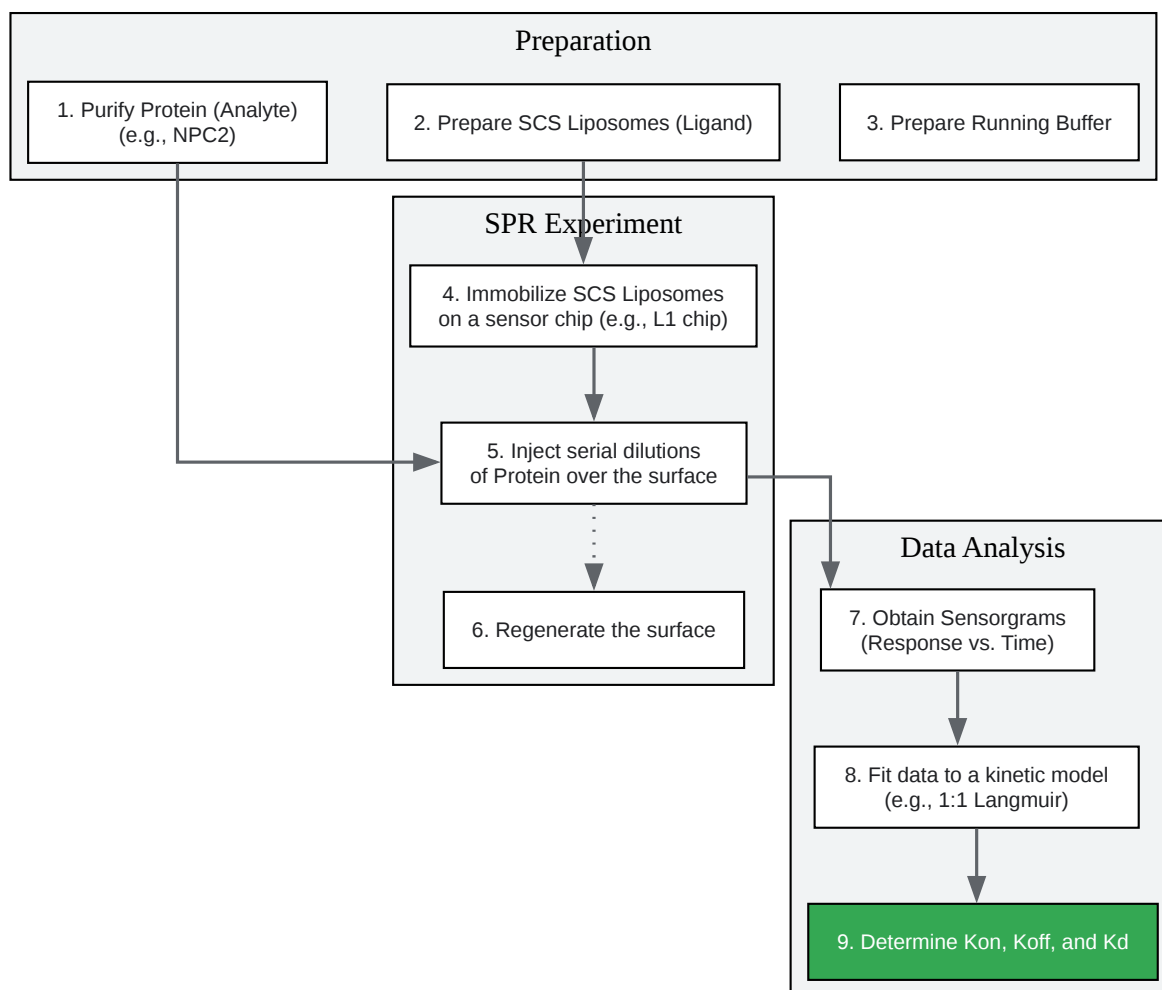 Preparation
1. Purify Protein (Analyte)
(e.g., NPC2)
2. Prepare SCS Liposomes (Ligand)
3. Prepare Running Buffer
SPR Experiment
4. Immobilize SCS Liposomes
on a sensor chip (e.g., L1 chip)
5. Inject serial dilutions
of Protein over the surface
6. Regenerate the surface
Data Analysis
7. Obtain Sensorgrams
(Response vs. Time)
8. Fit data to a kinetic model
(e.g., 1:1 Langmuir)
9. Determine Kon, Koff, and Kd